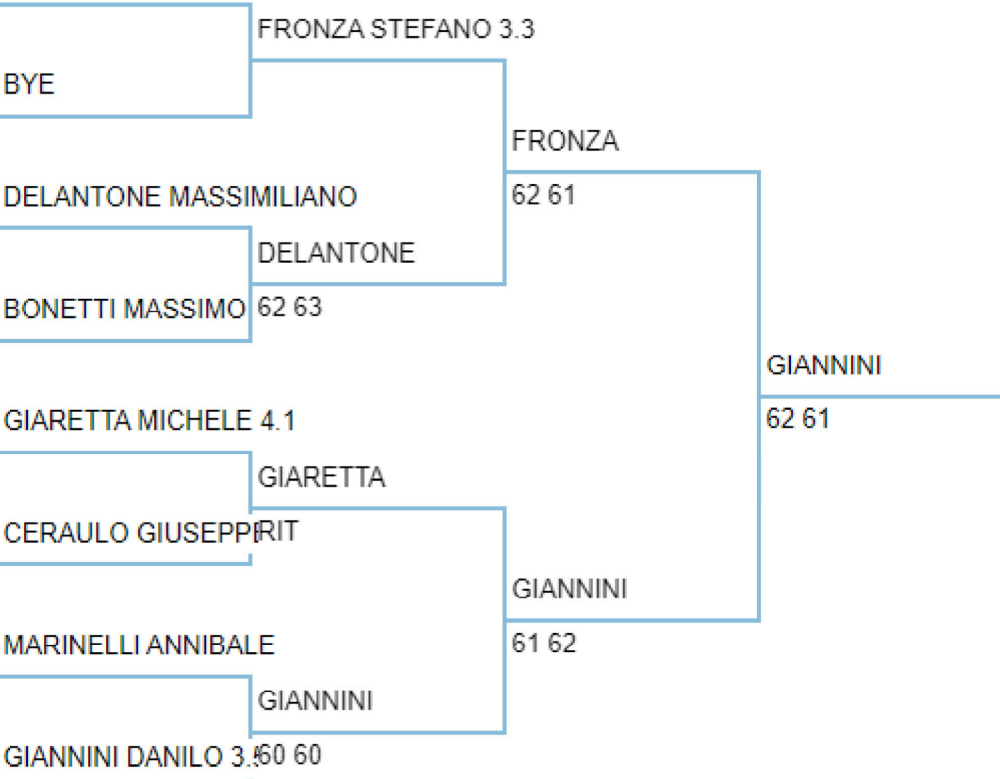 FRONZA STEFANO 3.3
BYE
FRONZA
62 61
DELANTONE MASSIMILIANO
DELANTONE
BONETTI MASSIMO
62 63
GIANNINI
62 61
GIARETTA MICHELE 4.1
GIARETTA
CERAULO GIUSEPPE
RIT
GIANNINI
61 62
MARINELLI ANNIBALE
GIANNINI
GIANNINI DANILO
60 60